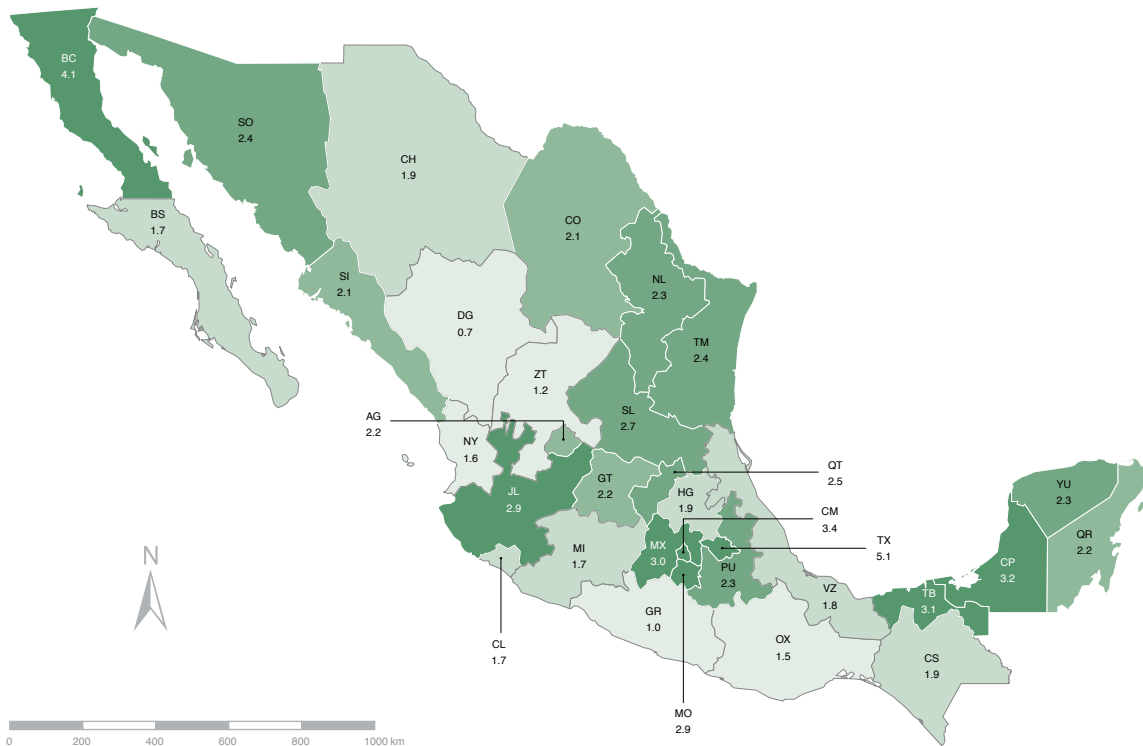 BC
4.1
SO
2.4
CH
1.9
BS
1.7
CO
2.1
SI
2.1
NL
2.3
DG
0.7
TM
2.4
ZT
1.2
AG
2.2
SL
2.7
NY
1.6
QT
2.5
GT
2.2
JL
2.9
HG
1.9
YU
2.3
CM
3.4
QR
2.2
TX
5.1
MX
3.0
MI
1.7
PU
2.3
CP
3.2
N
VZ
1.8
TB
3.1
GR
1.0
OX
1.5
CL
1.7
CS
1.9
MO
2.9
0 200 400 600 800 1000 km